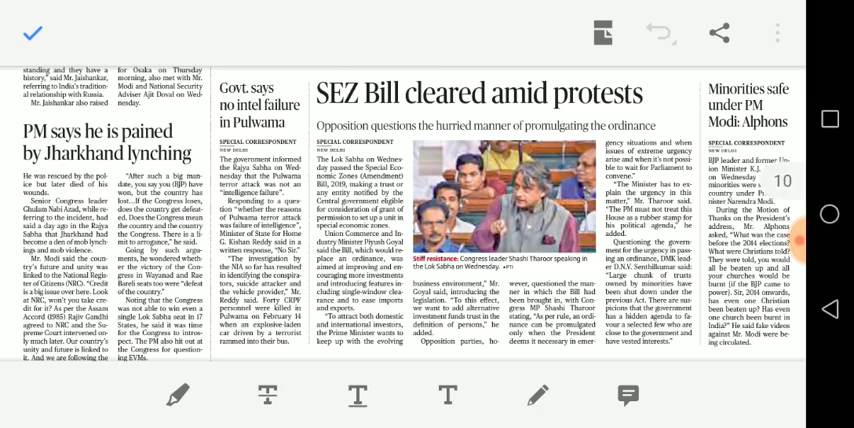 standing and they have a
history," said Mr. Jaishankar,
referring to India's tradition-
al relationship with Russia.
Mr. Jaishankar also raised
for Osaka on Thursday
morning, also met with Mr.
Modi and National Security
Adviser Ajit Doval on Wed-
nesday.
PM says he is pained
by Jharkhand lynching
He was rescued by the pol-
ice but later died of his
wounds.
Senior Congress leader
Ghulam Nabi Azad, while re-
ferring to the incident, had
said a day ago in the Rajya
Sabha that Jharkhand had
become a den of mob lynch-
ings and mob violence.
Mr. Modi said the coun-
try's future and unity was
linked to the National Regis-
ter of Citizens (NRC). "Credit
is a big issue over here. Look
at NRC, won't you take cre-
dit for it? As per the Assam
Accord (1985) Rajiv Gandhi
agreed to NRC and the Su-
preme Court intervened on-
ly much later. Our country's
unity and future is linked to
it. And we are following the
"After such a big man-
date, you say you (BJP) have
won, but the country has
lost...If the Congress loses,
does the country get defeat-
ed. Does the Congress mean
the country and the country
the Congress. There is a li-
mit to arrogance," he said.
Going by such argu-
ments, he wondered wheth-
er the victory of the Con-
gress in Wayanad and Rae
Bareli seats too were "defeat
of the country."
Noting that the Congress
was not able to win even a
single Lok Sabha seat in 17
States, he said it was time
for the Congress to intros-
pect. The PM also hit out at
the Congress for question-
ing EVMs.
Govt. says
no intel failure
in Pulwama
SPECIAL CORRESPONDENT
NEW DELHI
The government informed
the Rajya Sabha on Wed-
nesday that the Pulwama
terror attack was not an
"intelligence failure".
Responding to a ques-
tion "whether the reasons
of Pulwama terror attack
was failure of intelligence",
Minister of State for Home
G. Kishan Reddy said in a
written response, "No Sir."
"The investigation by
the NIA so far has resulted
in identifying the conspira-
tors, suicide attacker and
the vehicle provider," Mr.
Reddy said. Forty CRPF
personnel were killed in
Pulwama on February 14
when an explosive-laden
car driven by a terrorist
rammed into their bus.
SEZ Bill cleared amid protests
Opposition questions the hurried manner of promulgating the ordinance
SPECIAL CORRESPONDENT
NEW DELHI
The Lok Sabha on Wednes-
day passed the Special Eco-
nomic Zones (Amendment)
Bill, 2019, making a trust or
any entity notified by the
Central government eligible
for consideration of grant of
permission to set up a unit in
special economic zones.
Union Commerce and In-
dustry Minister Piyush Goyal
said the Bill, which would re-
place an ordinance, was
aimed at improving and en-
couraging more investments
and introducing features in-
cluding single-window clea-
rance and to ease imports
and exports.
"To attract both domestic
and international investors,
the Prime Minister wants to
keep up with the evolving
Stiff resistance: Congress leader Shashi Tharoor speaking in
the Lok Sabha on Wednesday. •PTI
business environment," Mr.
Goyal said, introducing the
legislation. "To this effect,
we want to add alternative
investment funds trust in the
definition of persons," he
added.
Opposition parties, ho-
wever, questioned the man-
ner in which the Bill had
been brought in, with Con-
gress MP Shashi Tharoor
stating, "As per rule, an ordi-
nance can be promulgated
only when the President
deems it necessary in emer-
gency situations and when
issues of extreme urgency
arise and when it's not possi-
ble to wait for Parliament to
convene."
"The Minister has to ex-
plain the urgency in this
matter," Mr. Tharoor said.
"The PM must not treat this
House as a rubber stamp for
his political agenda," he
added.
Questioning the govern-
ment for the urgency in pass-
ing an ordinance, DMK lead-
er D.N.V. Senthilkumar said:
"Large chunk of trusts
owned by minorities have
been shut down under the
previous Act. There are sus-
picions that the government
has a hidden agenda to fa-
vour a selected few who are
close to the government and
have vested interests."
Minorities safe
under PM
Modi: Alphons
SPECIAL CORRESPONDENT
NEW DELHI
BJP leader and former Un-
ion Minister K.J.
on Wednesday
minorities were
country under Pr
nister Narendra Modi.
During the Motion of
Thanks on the President's
address, Mr. Alphons
asked, "What was the case
before the 2014 elections?
What were Christians told?
They were told, you would
all be beaten up and all
your churches would be
burnt [if the BJP came to
power]. Sir, 2014 onwards,
has even one Christian
been beaten up? Has even
one church been burnt in
India?" He said fake videos
against Mr. Modi were be-
ing circulated.
10
T
T
T